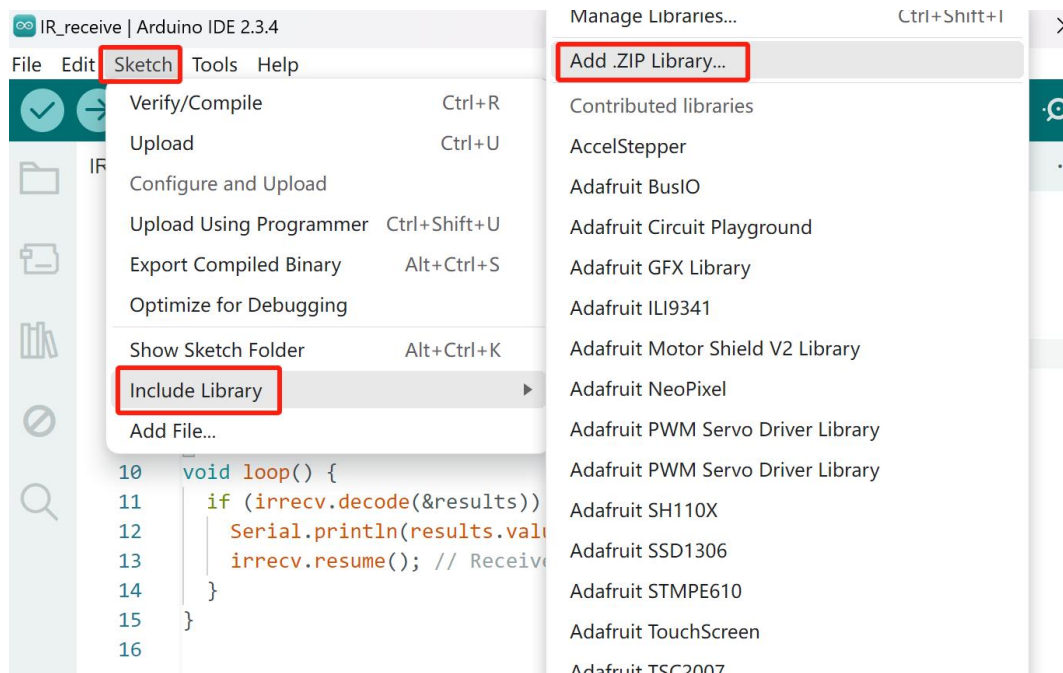 IR_receive | Arduino IDE 2.3.4
File Edit Sketch Tools Help
Verify/Compile Ctrl+R
Upload Ctrl+U
Configure and Upload
Upload Using Programmer Ctrl+Shift+U
Export Compiled Binary Alt+Ctrl+S
Optimize for Debugging
Show Sketch Folder Alt+Ctrl+K
Include Library
Add File...
IR
10 void loop() {
11 if (irrecv.decode(&results))
12 Serial.println(results.valu
13 irrecv.resume(); // Receive
14 }
15 }
16
Manage Libraries... Ctrl+Shift+I
Add .ZIP Library...
Contributed libraries
AccelStepper
Adafruit BusIO
Adafruit Circuit Playground
Adafruit GFX Library
Adafruit ILI9341
Adafruit Motor Shield V2 Library
Adafruit NeoPixel
Adafruit PWM Servo Driver Library
Adafruit PWM Servo Driver Library
Adafruit SH110X
Adafruit SSD1306
Adafruit STMPE610
Adafruit TouchScreen
Adafruit TSC2007